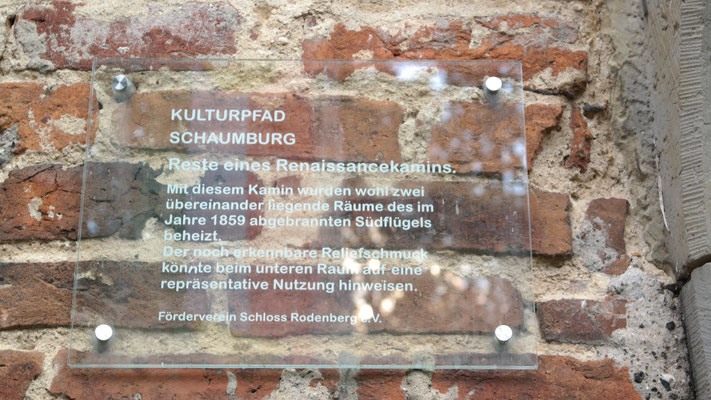 KULTURPFAD
SCHAUMBURG
Reste eines Renaissancekamins.
Mit diesem Kamin wurden wohl zwei
übereinander liegende Räume des im
Jahre 1859 abgebrannten Südflügels
beheizt.
Der noch erkennbare Reliefschmuck
könnte beim unteren Raum auf eine
repräsentative Nutzung hinweisen.
Förderverein Schloss Rodenberg e.V.